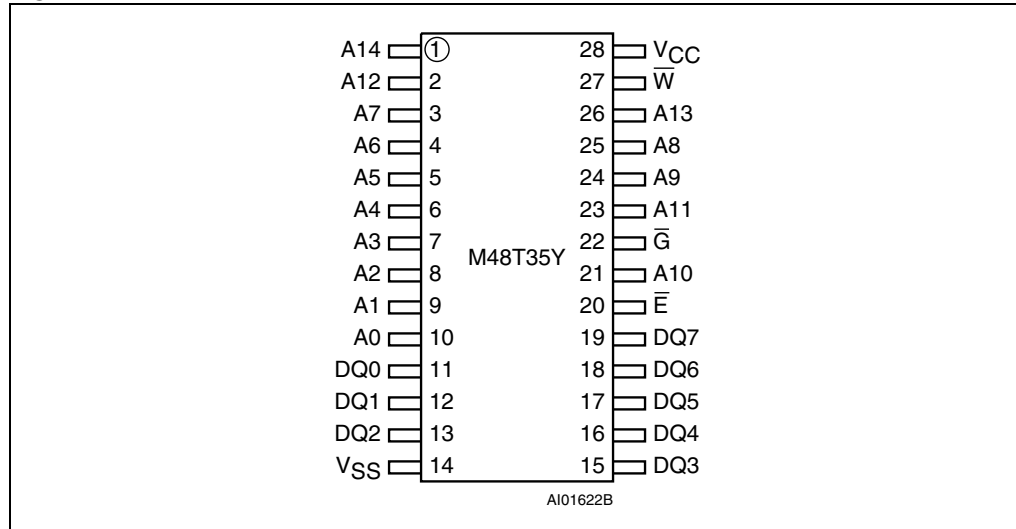 A14 1 28 VCC
A12 2 27 W̅
A7 3 26 A13
A6 4 25 A8
A5 5 24 A9
A4 6 23 A11
A3 7 22 G̅
M48T35Y
A2 8 21 A10
A1 9 20 E̅
A0 10 19 DQ7
DQ0 11 18 DQ6
DQ1 12 17 DQ5
DQ2 13 16 DQ4
VSS 14 15 DQ3
AI01622B